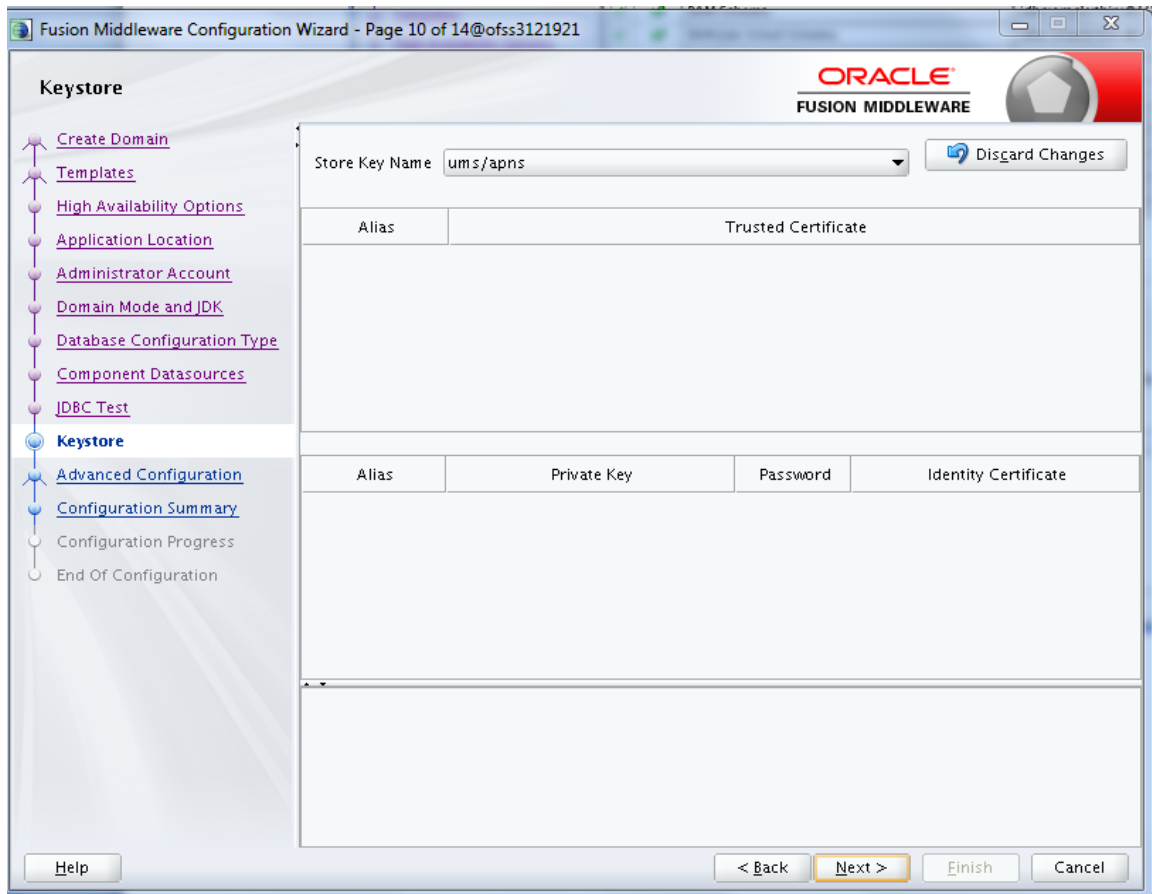 Fusion Middleware Configuration Wizard - Page 10 of 14@ofss3121921
Keystore
ORACLE
FUSION MIDDLEWARE
Create Domain
Templates
High Availability Options
Application Location
Administrator Account
Domain Mode and JDK
Database Configuration Type
Component Datasources
JDBC Test
Keystore
Advanced Configuration
Configuration Summary
Configuration Progress
End Of Configuration
Store Key Name ums/apns Discard Changes
Alias Trusted Certificate
Alias Private Key Password Identity Certificate
Help < Back Next > Finish Cancel